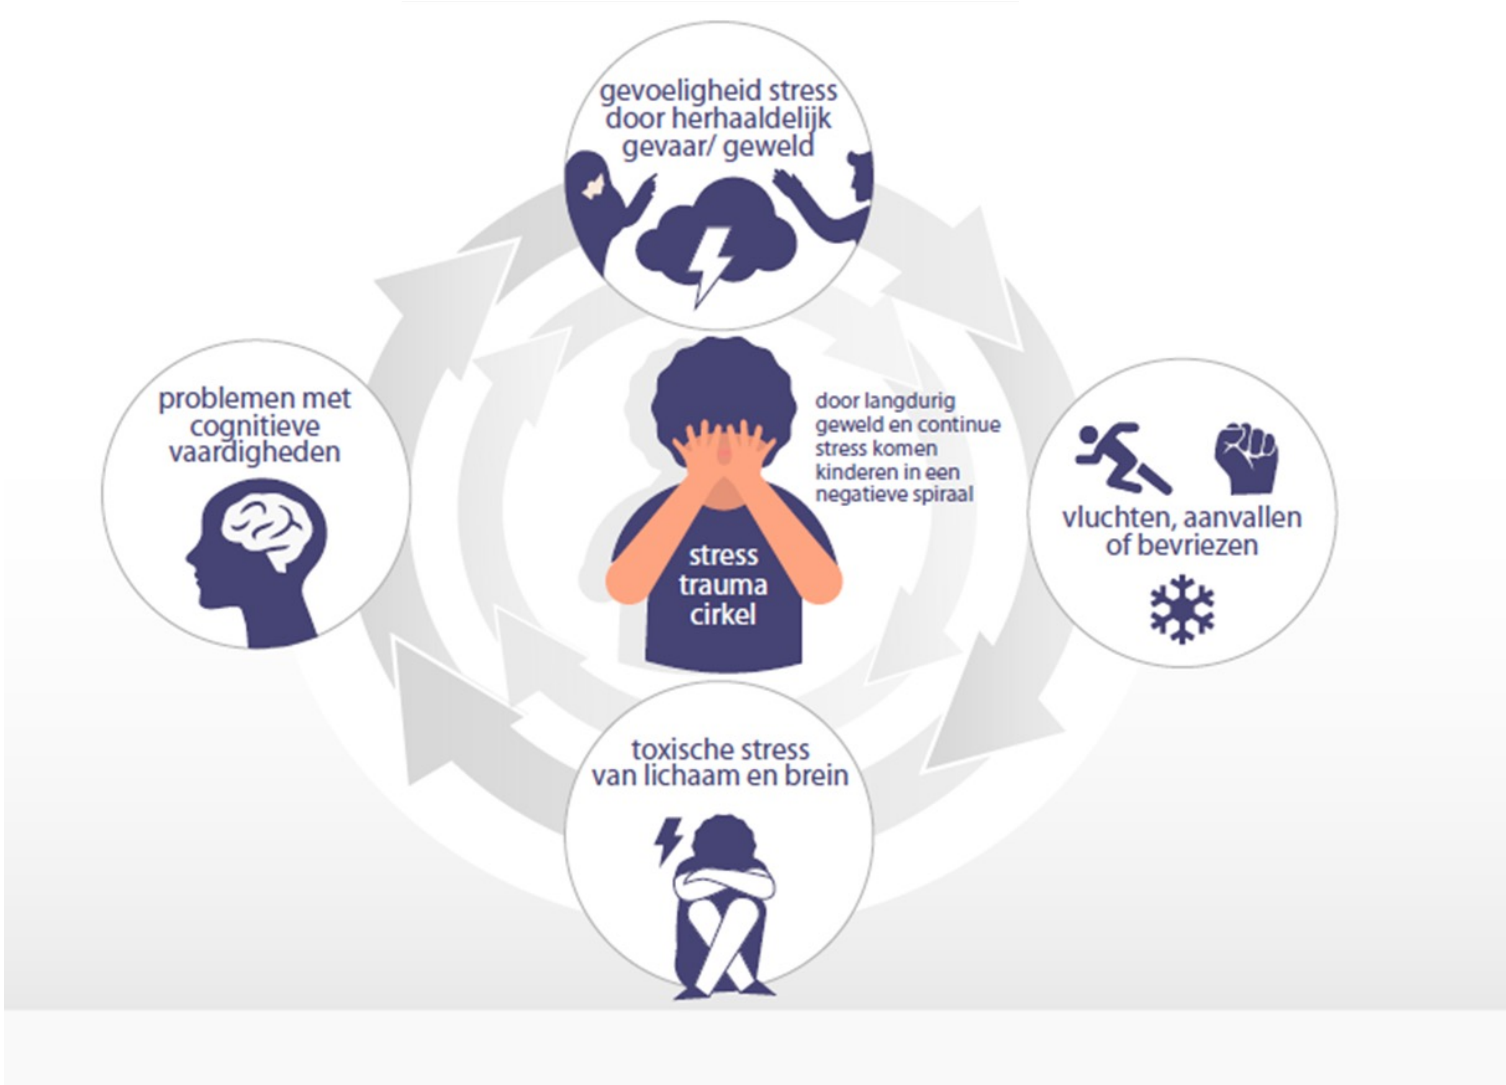 gevoeligheid stress
door herhaaldelijk
gevaar/ geweld
problemen met
cognitieve
vaardigheden
door langdurig
geweld en continue
stress komen
kinderen in een
negatieve spiraal
vluchten, aanvallen
of bevriezen
stress
trauma
cirkel
toxische stress
van lichaam en brein